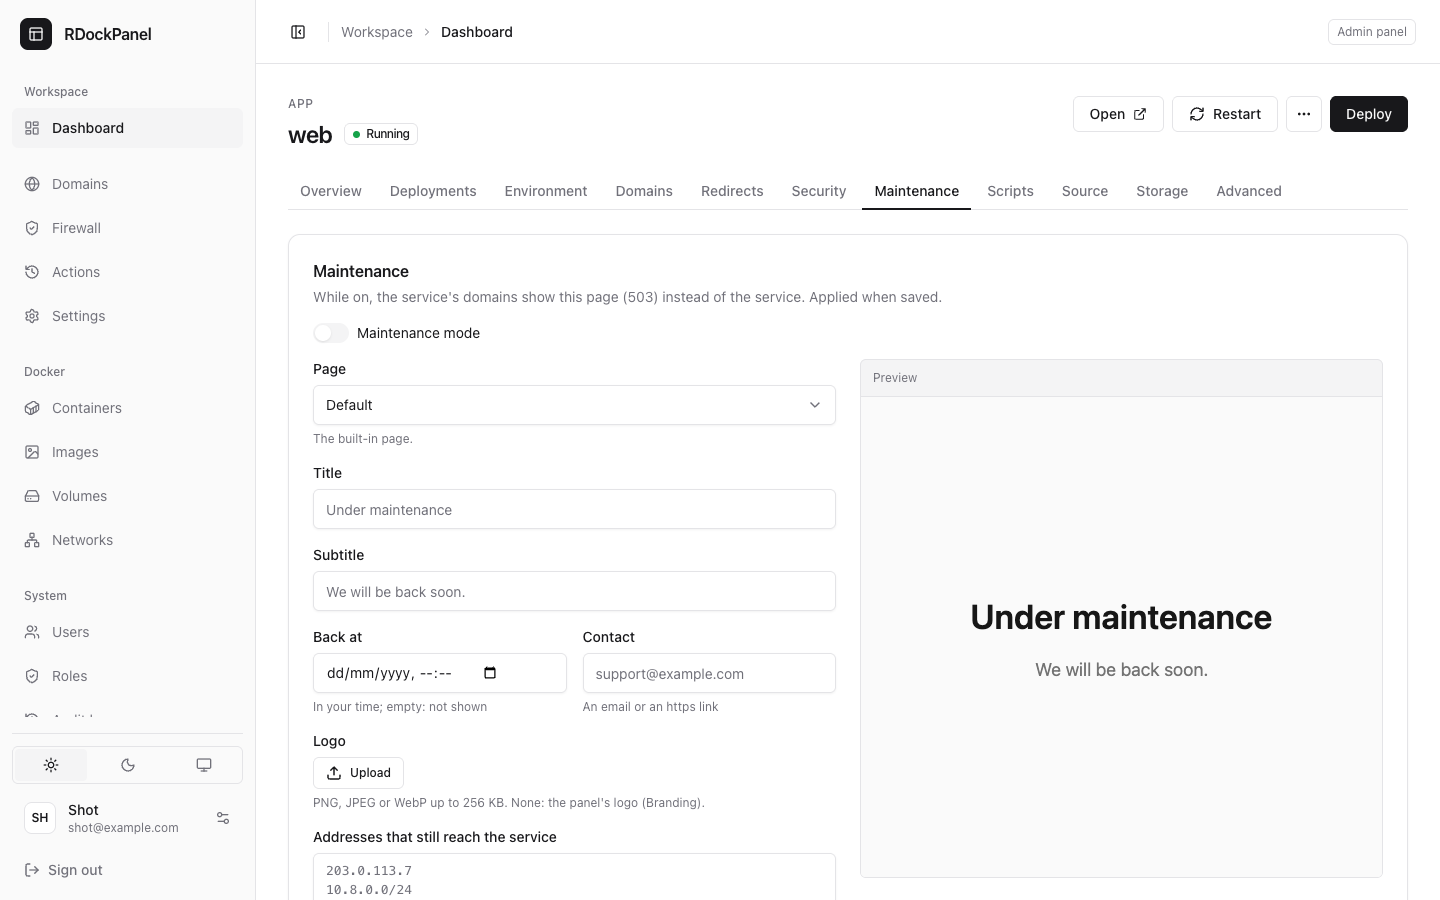 RDockPanel
Workspace
Dashboard
Domains
Firewall
Actions
Settings
Docker
Containers
Images
Volumes
Networks
System
Users
Roles
SH
Shot
shot@example.com
Sign out
Workspace > Dashboard
Admin panel
APP
web
Running
Open
Restart
Deploy
Overview Deployments Environment Domains Redirects Security Maintenance Scripts Source Storage Advanced
Maintenance
While on, the service's domains show this page (503) instead of the service. Applied when saved.
Maintenance mode
Page
Default
The built-in page.
Title
Under maintenance
Subtitle
We will be back soon.
Back at
dd/mm/yyyy, --:--
In your time; empty: not shown
Contact
support@example.com
An email or an https link
Logo
Upload
PNG, JPEG or WebP up to 256 KB. None: the panel's logo (Branding).
Addresses that still reach the service
203.0.113.7
10.8.0.0/24
Preview
Under maintenance
We will be back soon.